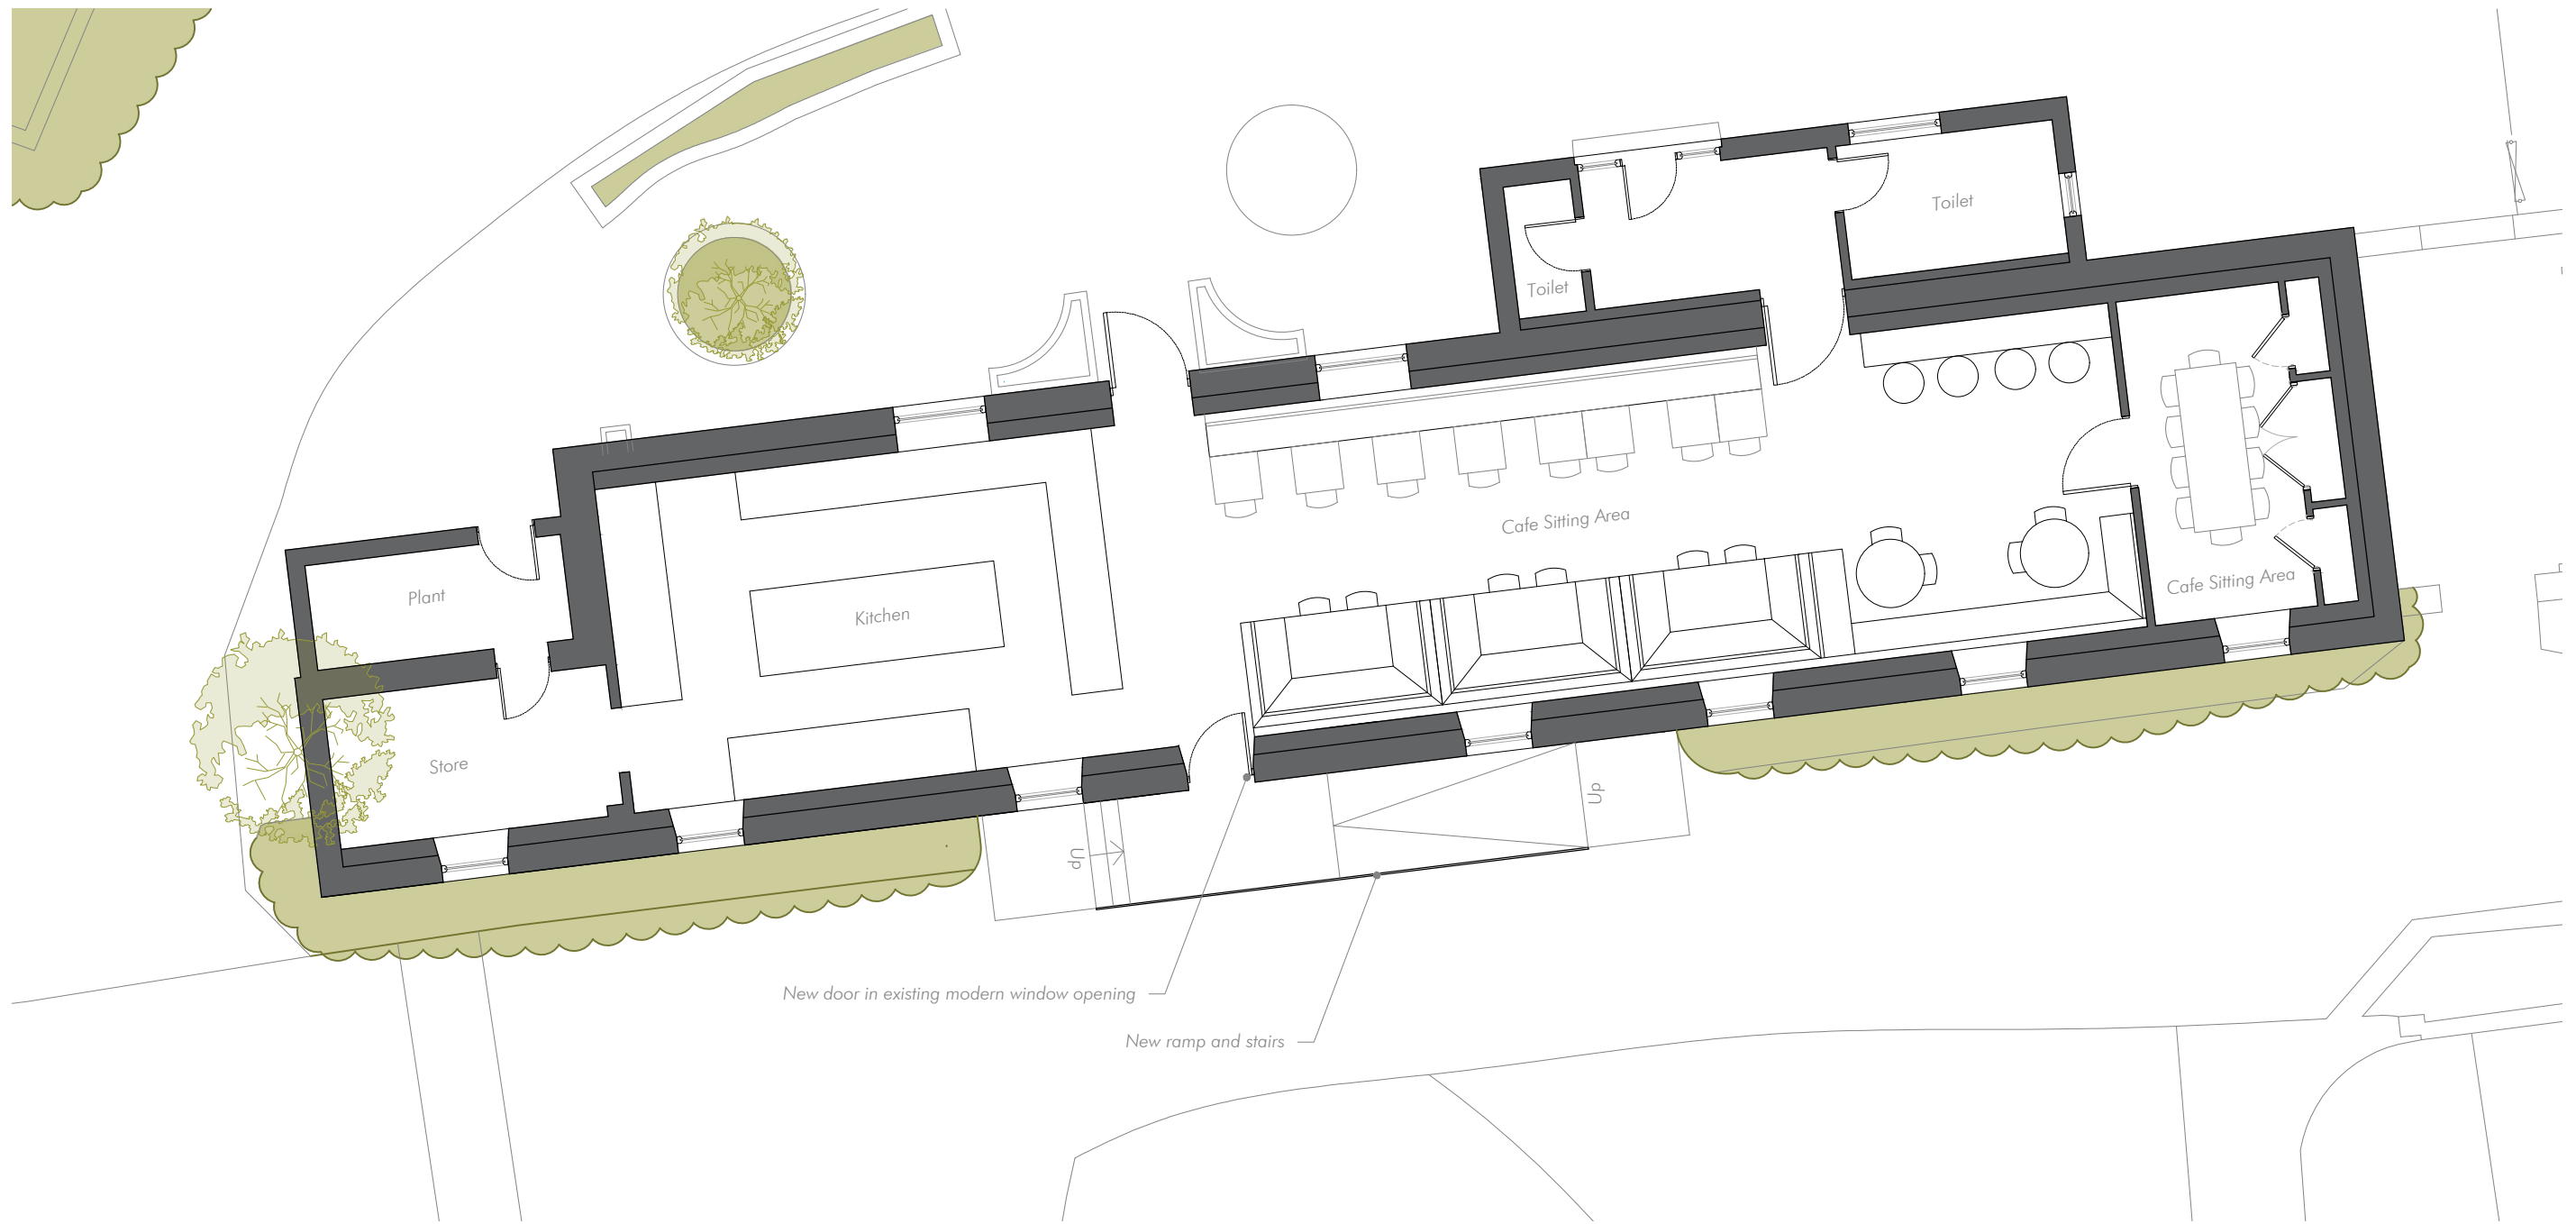 Toilet
Toilet
Cafe Sitting Area
Cafe Sitting Area
Plant
Kitchen
Store
Up
Up
New door in existing modern window opening
New ramp and stairs